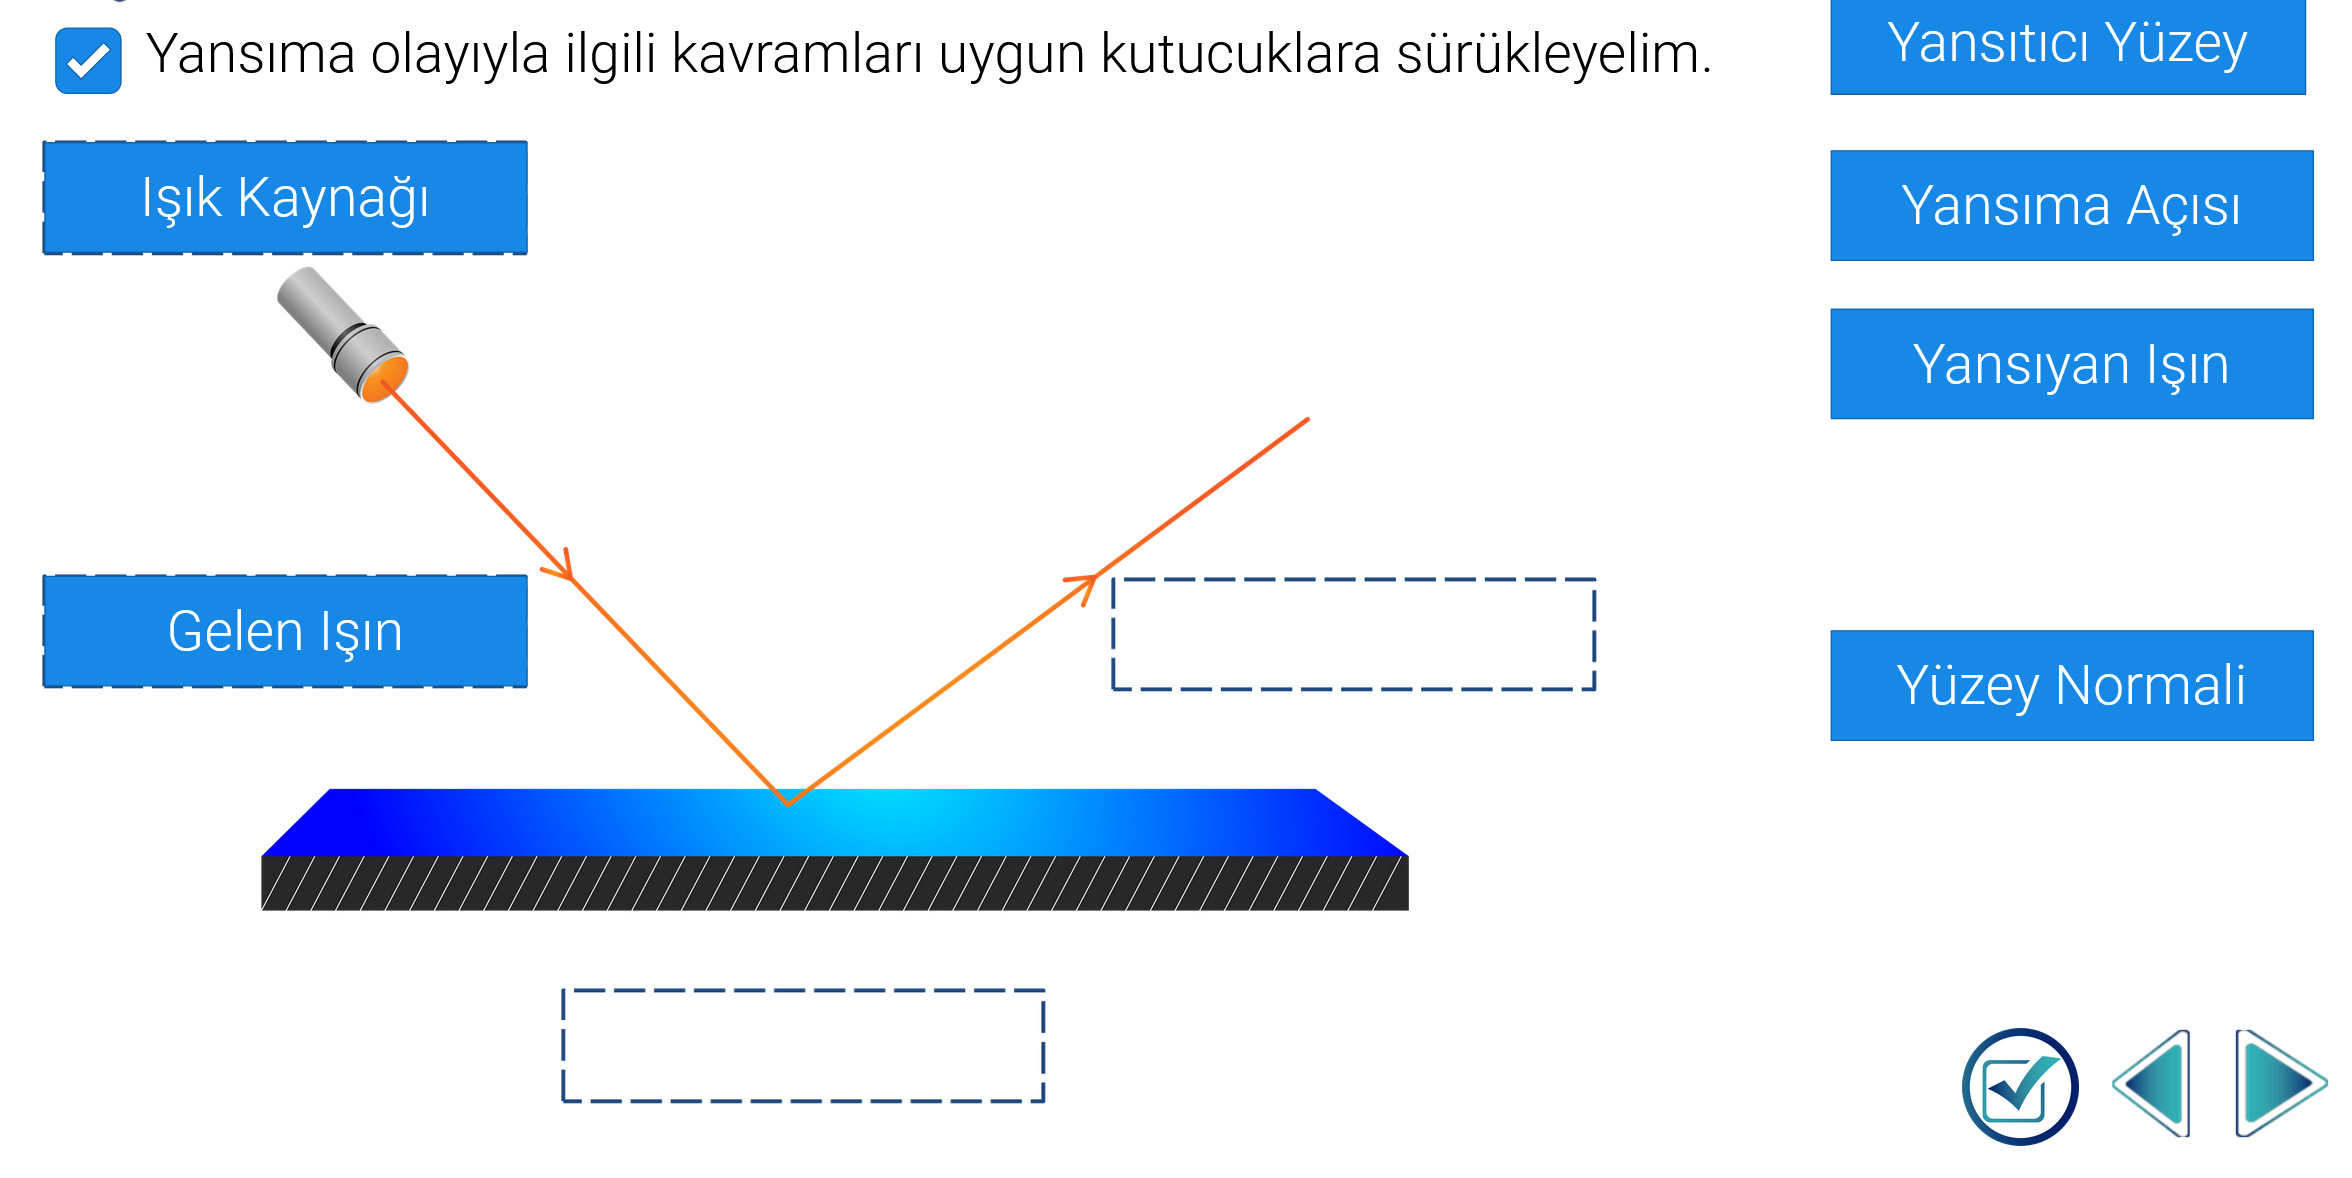 Yansıma olayıyla ilgili kavramları uygun kutucuklara sürükleyelim.
Yansıtıcı Yüzey
Işık Kaynağı
Yansıma Açısı
Yansıyan Işın
Gelen Işın
Yüzey Normali